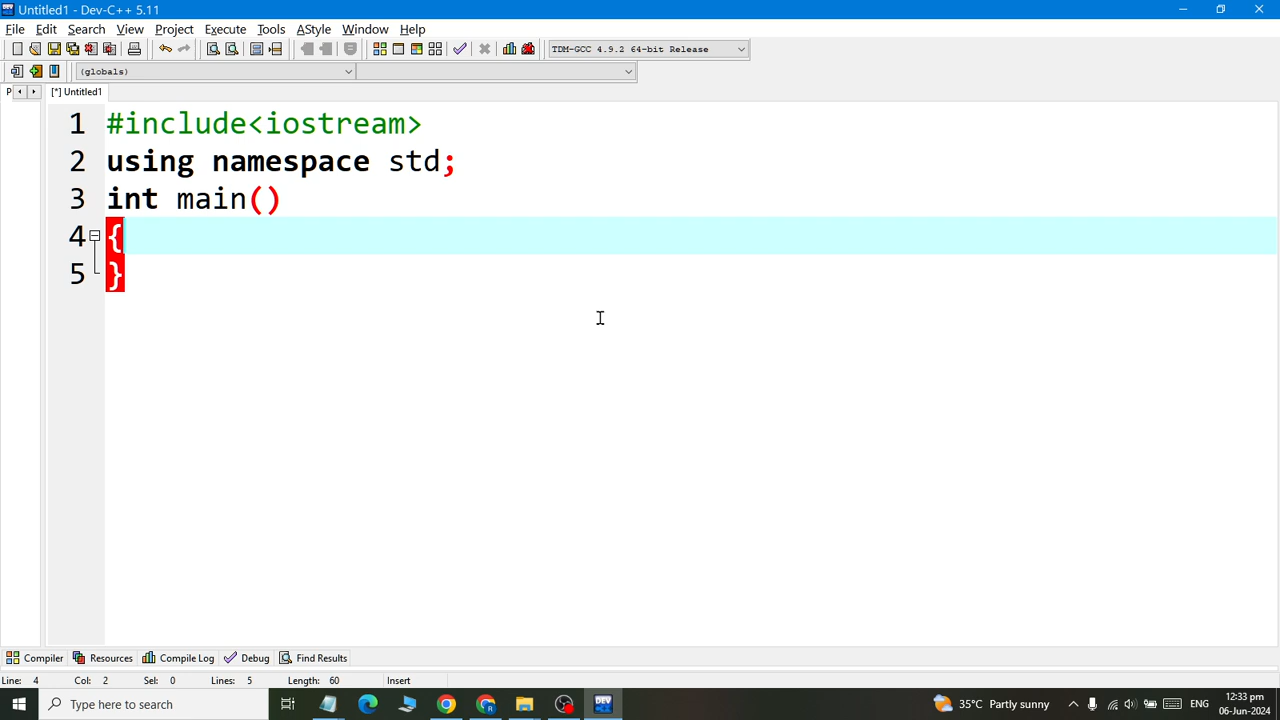 Untitled1 - Dev-C++ 5.11
File Edit Search View Project Execute Tools AStyle Window Help
TDM-GCC 4.9.2 64-bit Release
(globals)
P [*] Untitled1
1 #include<iostream>
2 using namespace std;
3 int main()
4 {
5 }
Compiler Resources Compile Log Debug Find Results
Line: 4 Col: 2 Sel: 0 Lines: 5 Length: 60 Insert
Type here to search DEV 35°C Partly sunny ENG 12:33 pm
06-Jun-2024